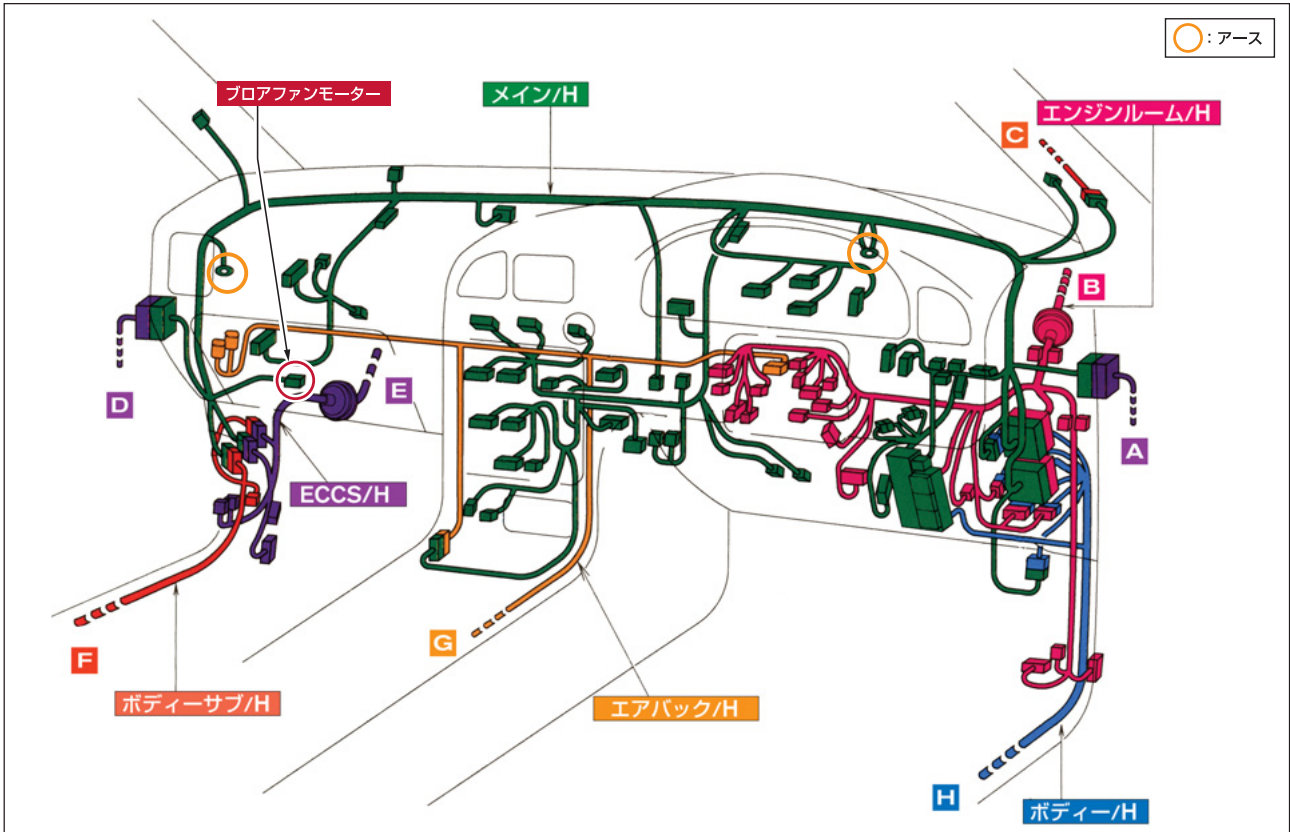 ：アース
ブロアファンモーター
メイン/H
エンジンルーム/H
C
B
D
E
A
ECCS/H
F
G
ボディーサブ/H
エアバック/H
H
ボディー/H